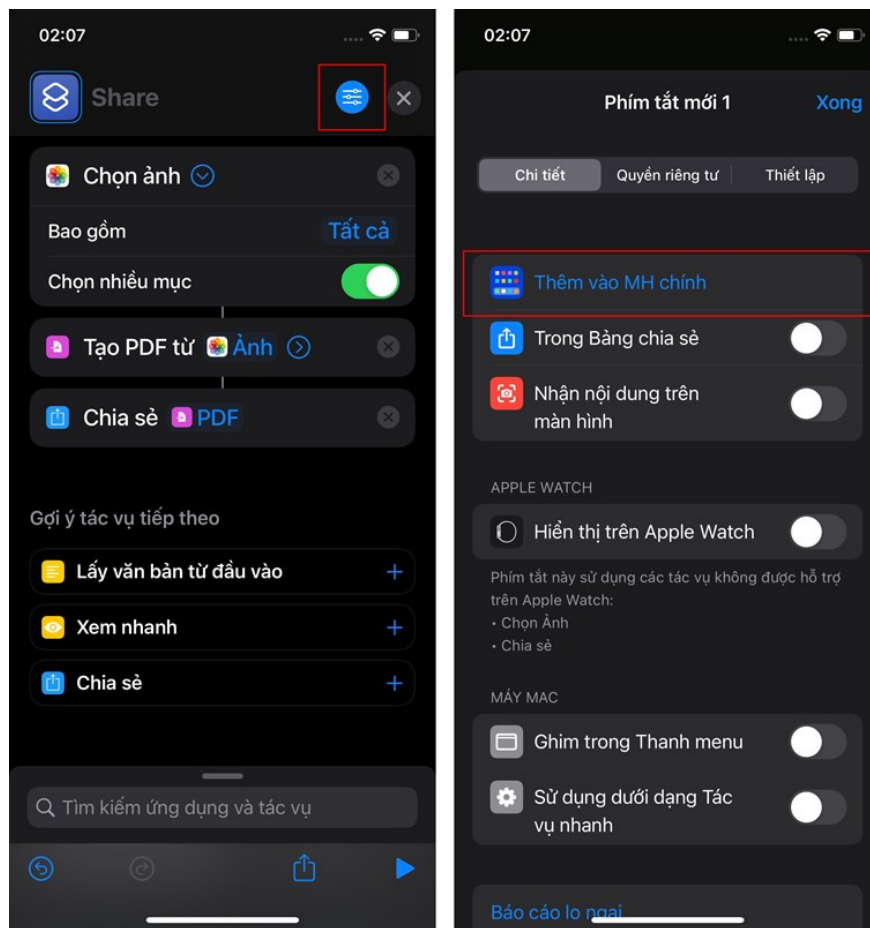 02:07
Share
Chọn ảnh
Bao gồm Tất cả
Chọn nhiều mục
Tạo PDF từ Ảnh
Chia sẻ PDF
Gợi ý tác vụ tiếp theo
Lấy văn bản từ đầu vào
Xem nhanh
Chia sẻ
Tìm kiếm ứng dụng và tác vụ
02:07
Phím tắt mới 1 Xong
Chi tiết Quyền riêng tư Thiết lập
Thêm vào MH chính
Trong Bảng chia sẻ
Nhận nội dung trên
màn hình
APPLE WATCH
Hiển thị trên Apple Watch
Phím tắt này sử dụng các tác vụ không được hỗ trợ
trên Apple Watch:
• Chọn Ảnh
• Chia sẻ
MÁY MAC
Ghim trong Thanh menu
Sử dụng dưới dạng Tác
vụ nhanh
Báo cáo lo ngại